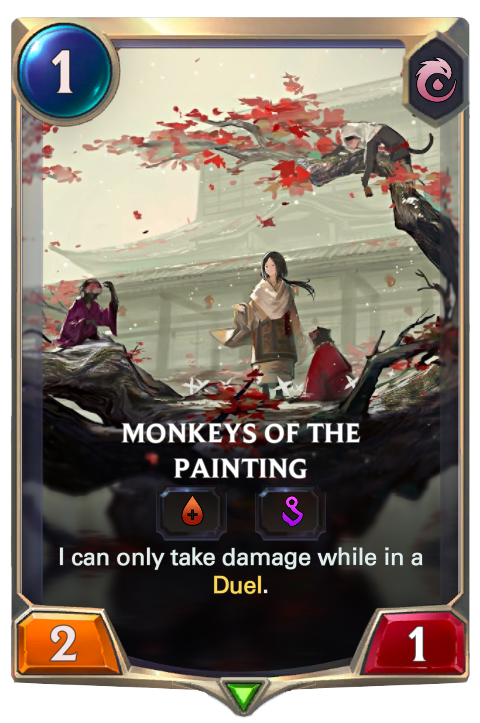 1
MONKEYS OF THE
PAINTING
I can only take damage while in a
Duel.
2
1